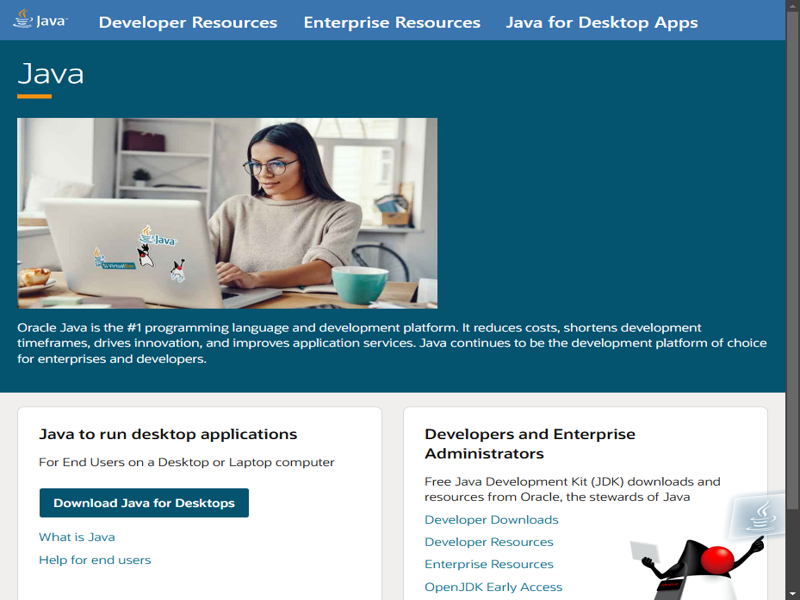 Java
Developer Resources
Enterprise Resources
Java for Desktop Apps
Java
Java
VirtualBox
Oracle Java is the #1 programming language and development platform. It reduces costs, shortens development
timeframes, drives innovation, and improves application services. Java continues to be the development platform of choice
for enterprises and developers.
Java to run desktop applications
For End Users on a Desktop or Laptop computer
Download Java for Desktops
What is Java
Help for end users
Developers and Enterprise
Administrators
Free Java Development Kit (JDK) downloads and
resources from Oracle, the stewards of Java
Developer Downloads
Developer Resources
Enterprise Resources
OpenJDK Early Access